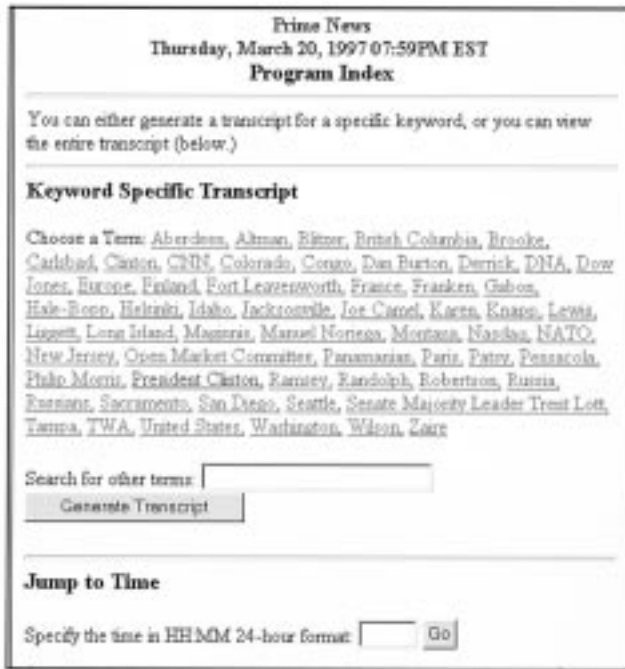 Prime News
Thursday, March 20, 1997 07:59PM EST
Program Index
You can either generate a transcript for a specific keyword, or you can view
the entire transcript (below.)
Keyword Specific Transcript
Choose a Term: Aberdeen, Altman, Blitzer, British Columbia, Brooke,
Carlsbad, Clinton, CNN, Colorado, Congo, Dan Burton, Derrick, DNA, Dow
Jones, Europe, Finland, Fort Leavenworth, France, Franken, Gabon,
Hale-Bopp, Helsinki, Idaho, Jacksonville, Joe Camel, Karen, Knapp, Lewis,
Liggett, Long Island, Maginnis, Manuel Noriega, Montana, Nasdaq, NATO,
New Jersey, Open Market Committee, Panamanian, Paris, Patsy, Pensacola,
Philip Morris, President Clinton, Ramsey, Randolph, Robertson, Russia,
Russians, Sacramento, San Diego, Seattle, Senate Majority Leader Trent Lott,
Tampa, TWA, United States, Washington, Wilson, Zaire
Search for other terms:
Generate Transcript
Jump to Time
Specify the time in HH:MM 24-hour format:
Go